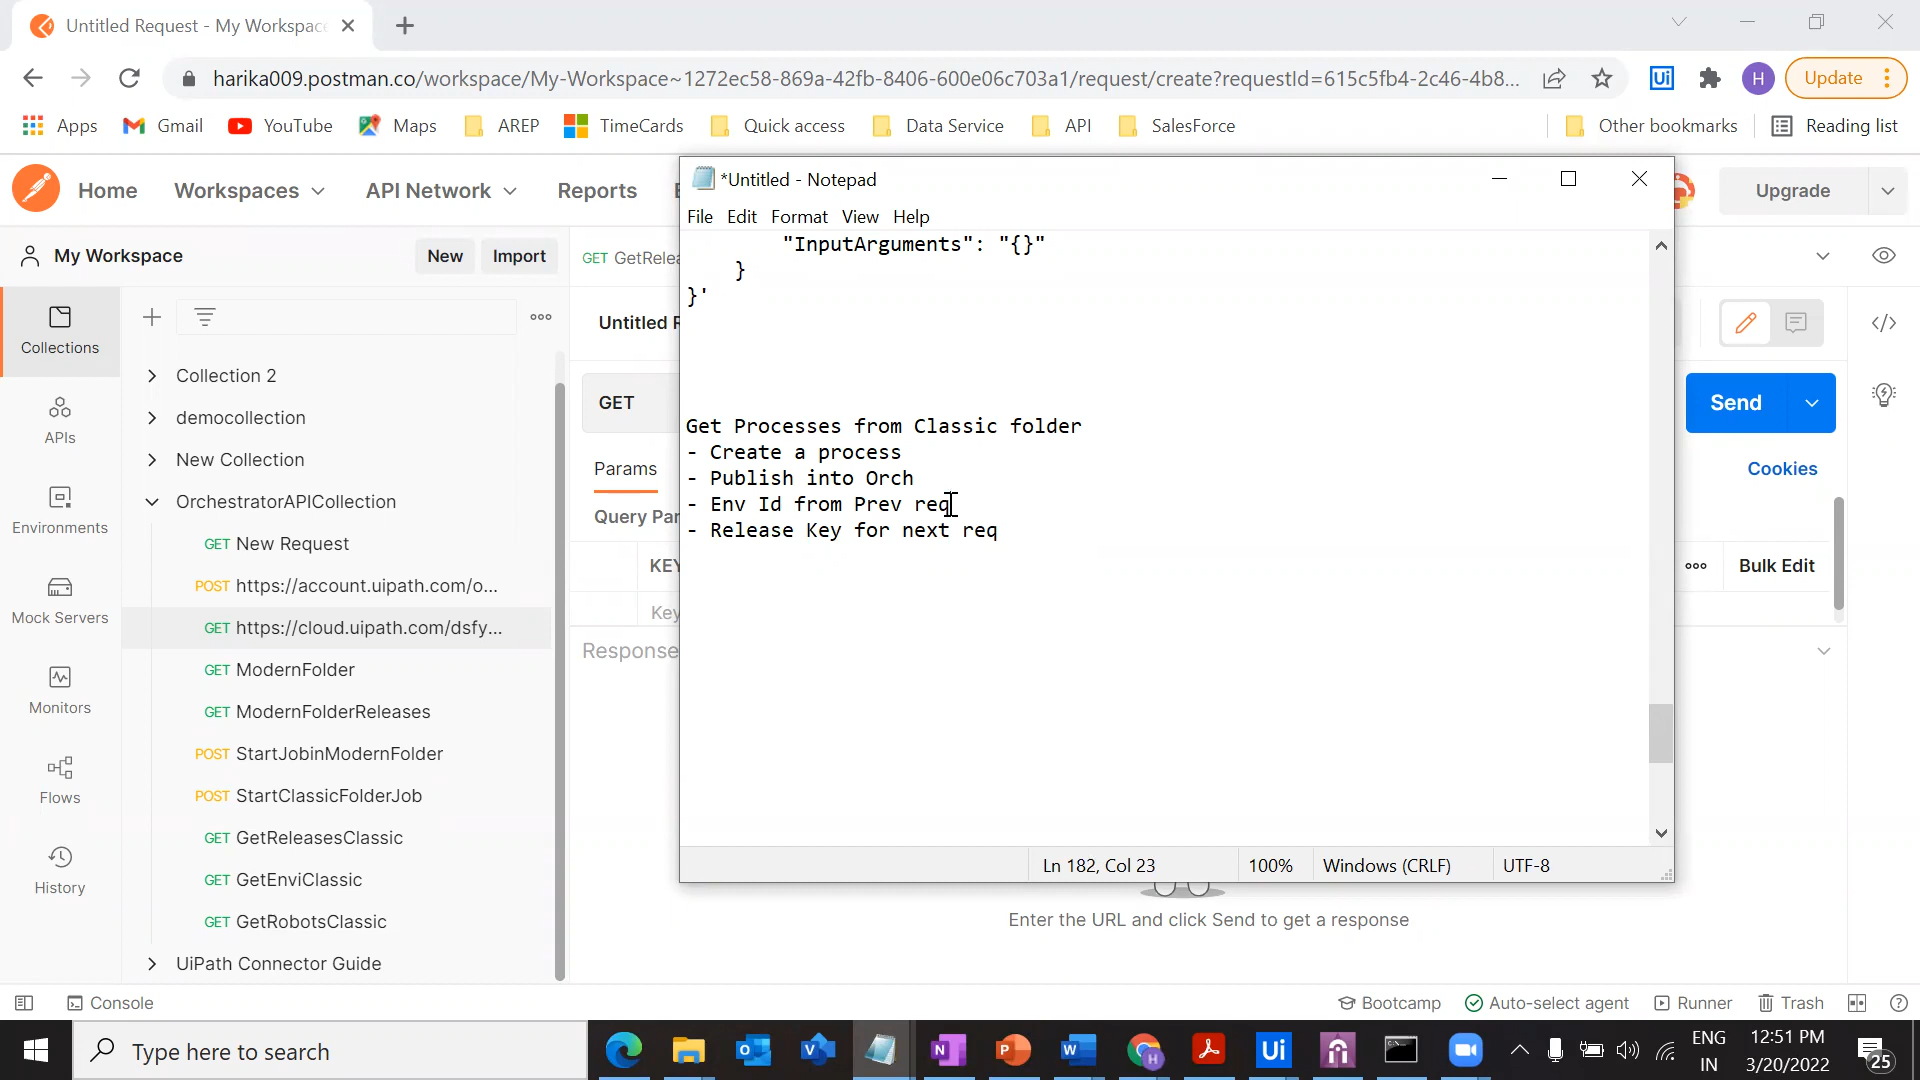 Untitled Request - My Workspace
harika009.postman.co/workspace/My-Workspace~1272ec58-869a-42fb-8406-600e06c703a1/request/create?requestId=615c5fb4-2c46-4b8...
H
Update
Apps
Gmail
YouTube
Maps
AREP
TimeCards
Quick access
Data Service
API
SalesForce
Other bookmarks
Reading list
Home
Workspaces
API Network
Reports
Upgrade
*Untitled - Notepad
File Edit Format View Help
"InputArguments": "{}"
}
}'
Get Processes from Classic folder
- Create a process
- Publish into Orch
- Env Id from Prev req
- Release Key for next req
Ln 182, Col 23
100%
Windows (CRLF)
UTF-8
My Workspace
New
Import
GET GetRelea
Collections
APIs
Environments
Mock Servers
Monitors
Flows
History
Collection 2
democollection
New Collection
OrchestratorAPICollection
GET New Request
POST https://account.uipath.com/o...
GET https://cloud.uipath.com/dsfy...
GET ModernFolder
GET ModernFolderReleases
POST StartJobinModernFolder
POST StartClassicFolderJob
GET GetReleasesClassic
GET GetEnviClassic
GET GetRobotsClassic
UiPath Connector Guide
Untitled R
GET
Send
Params
Cookies
Query Par
KEY
Bulk Edit
Key
Response
Enter the URL and click Send to get a response
Console
Bootcamp
Auto-select agent
Runner
Trash
Type here to search
Ui
ENG
IN
12:51 PM
3/20/2022
25